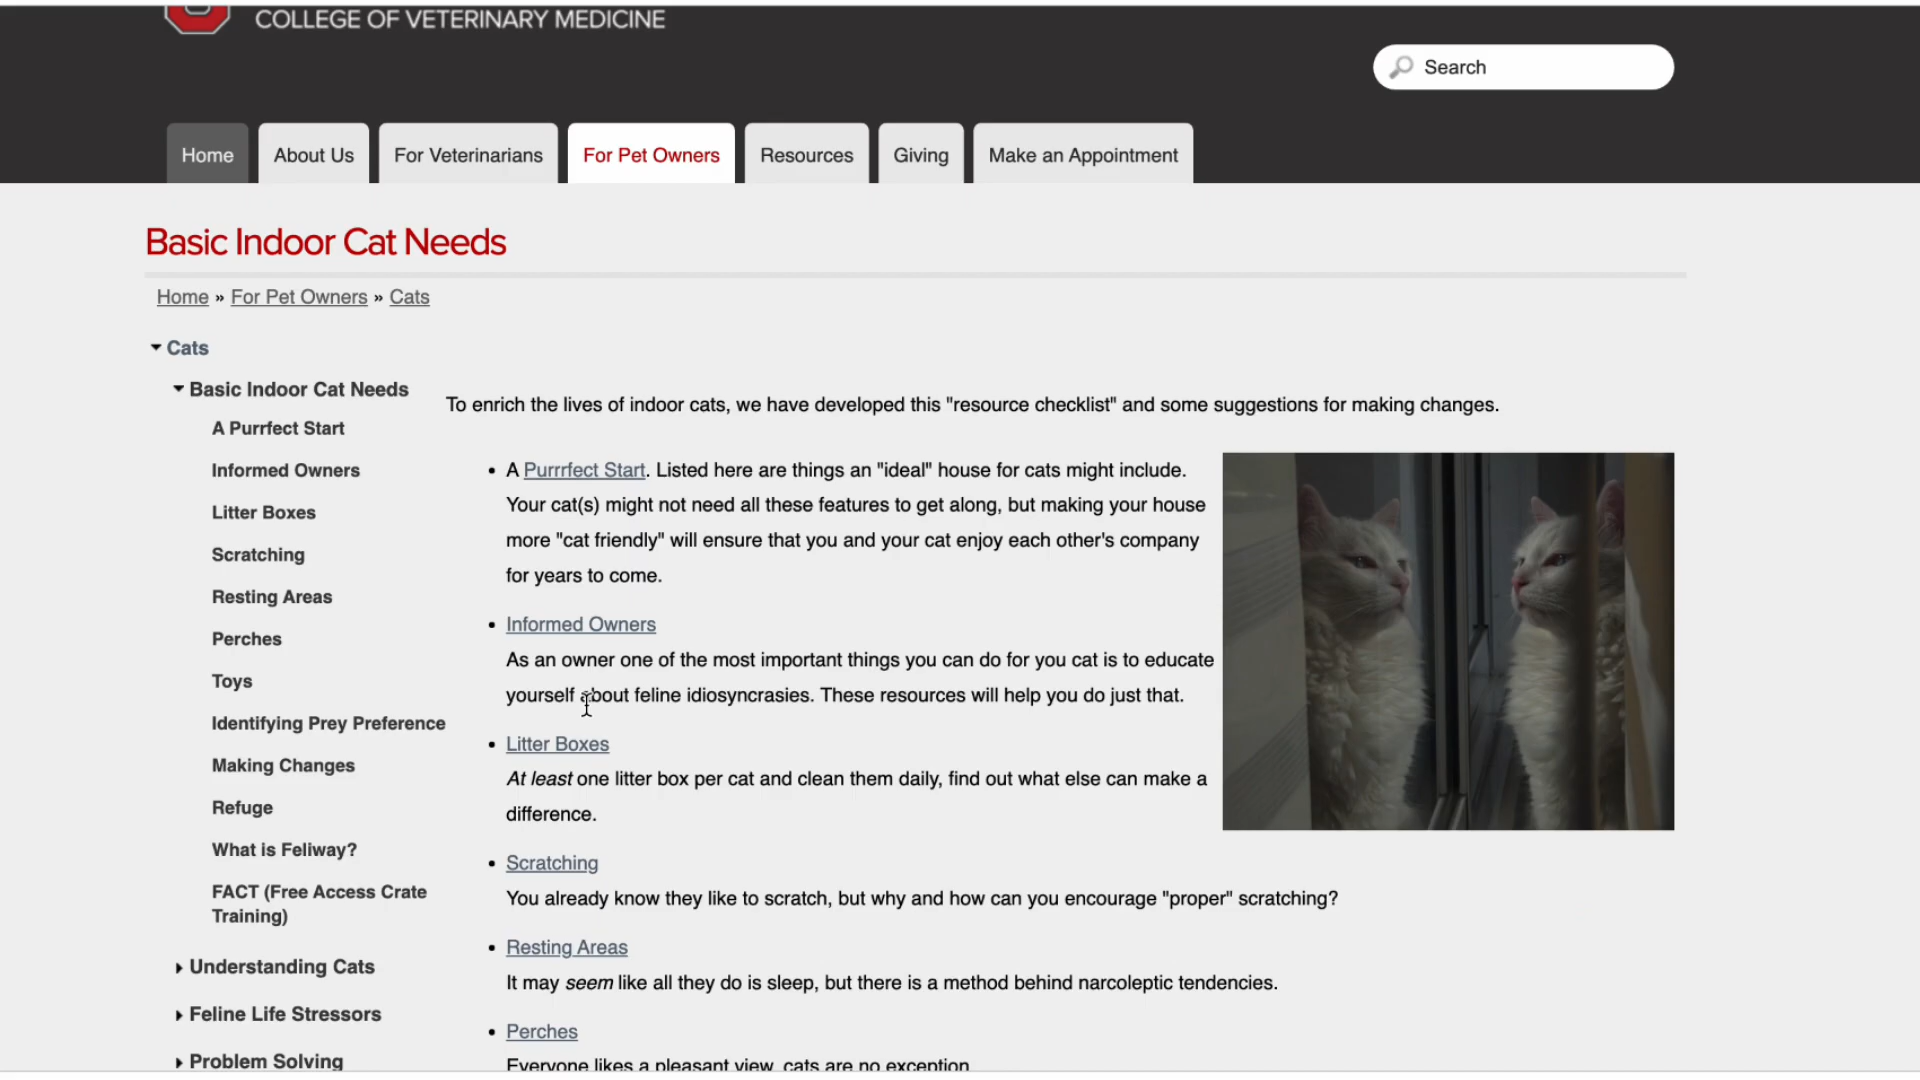 COLLEGE OF VETERINARY MEDICINE
Search
Home
About Us
For Veterinarians
For Pet Owners
Resources
Giving
Make an Appointment
Basic Indoor Cat Needs
Home » For Pet Owners » Cats
Cats
Basic Indoor Cat Needs
A Purrfect Start
Informed Owners
Litter Boxes
Scratching
Resting Areas
Perches
Toys
Identifying Prey Preference
Making Changes
Refuge
What is Feliway?
FACT (Free Access Crate
Training)
Understanding Cats
Feline Life Stressors
Problem Solving
To enrich the lives of indoor cats, we have developed this "resource checklist" and some suggestions for making changes.
• A Purrrfect Start. Listed here are things an "ideal" house for cats might include.
Your cat(s) might not need all these features to get along, but making your house
more "cat friendly" will ensure that you and your cat enjoy each other's company
for years to come.
• Informed Owners
As an owner one of the most important things you can do for you cat is to educate
yourself about feline idiosyncrasies. These resources will help you do just that.
• Litter Boxes
At least one litter box per cat and clean them daily, find out what else can make a
difference.
• Scratching
You already know they like to scratch, but why and how can you encourage "proper" scratching?
• Resting Areas
It may seem like all they do is sleep, but there is a method behind narcoleptic tendencies.
• Perches
Everyone likes a pleasant view, cats are no exception